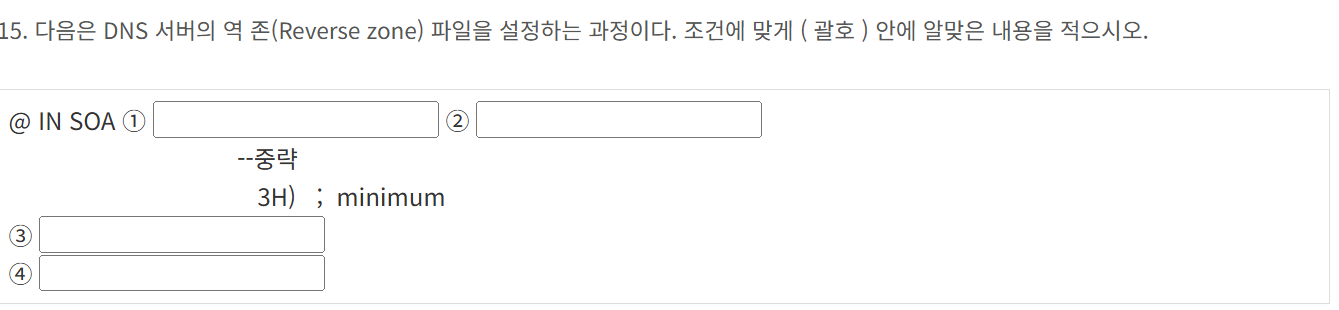 15. 다음은 DNS 서버의 역 존(Reverse zone) 파일을 설정하는 과정이다. 조건에 맞게 ( 괄호 ) 안에 알맞은 내용을 적으시오.
@ IN SOA ① ②
--중략
3H) ; minimum
③
④